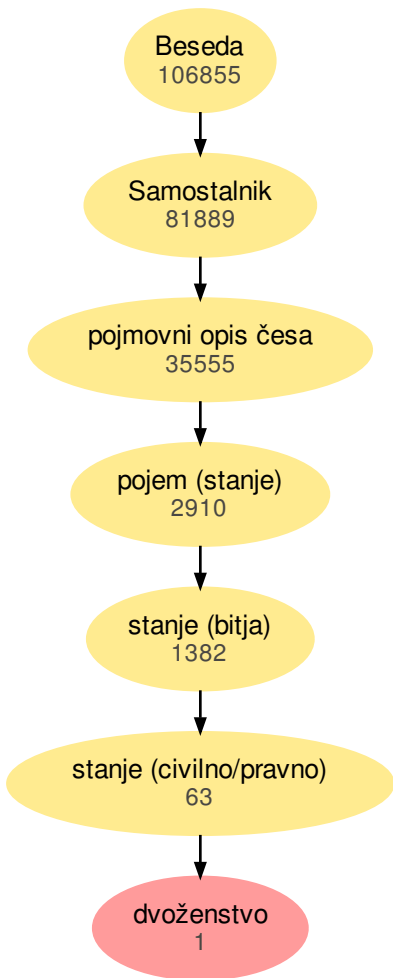 Beseda
106855
Samostalnik
81889
pojmovni opis česa
35555
pojem (stanje)
2910
stanje (bitja)
1382
stanje (civilno/pravno)
63
dvoženstvo
1